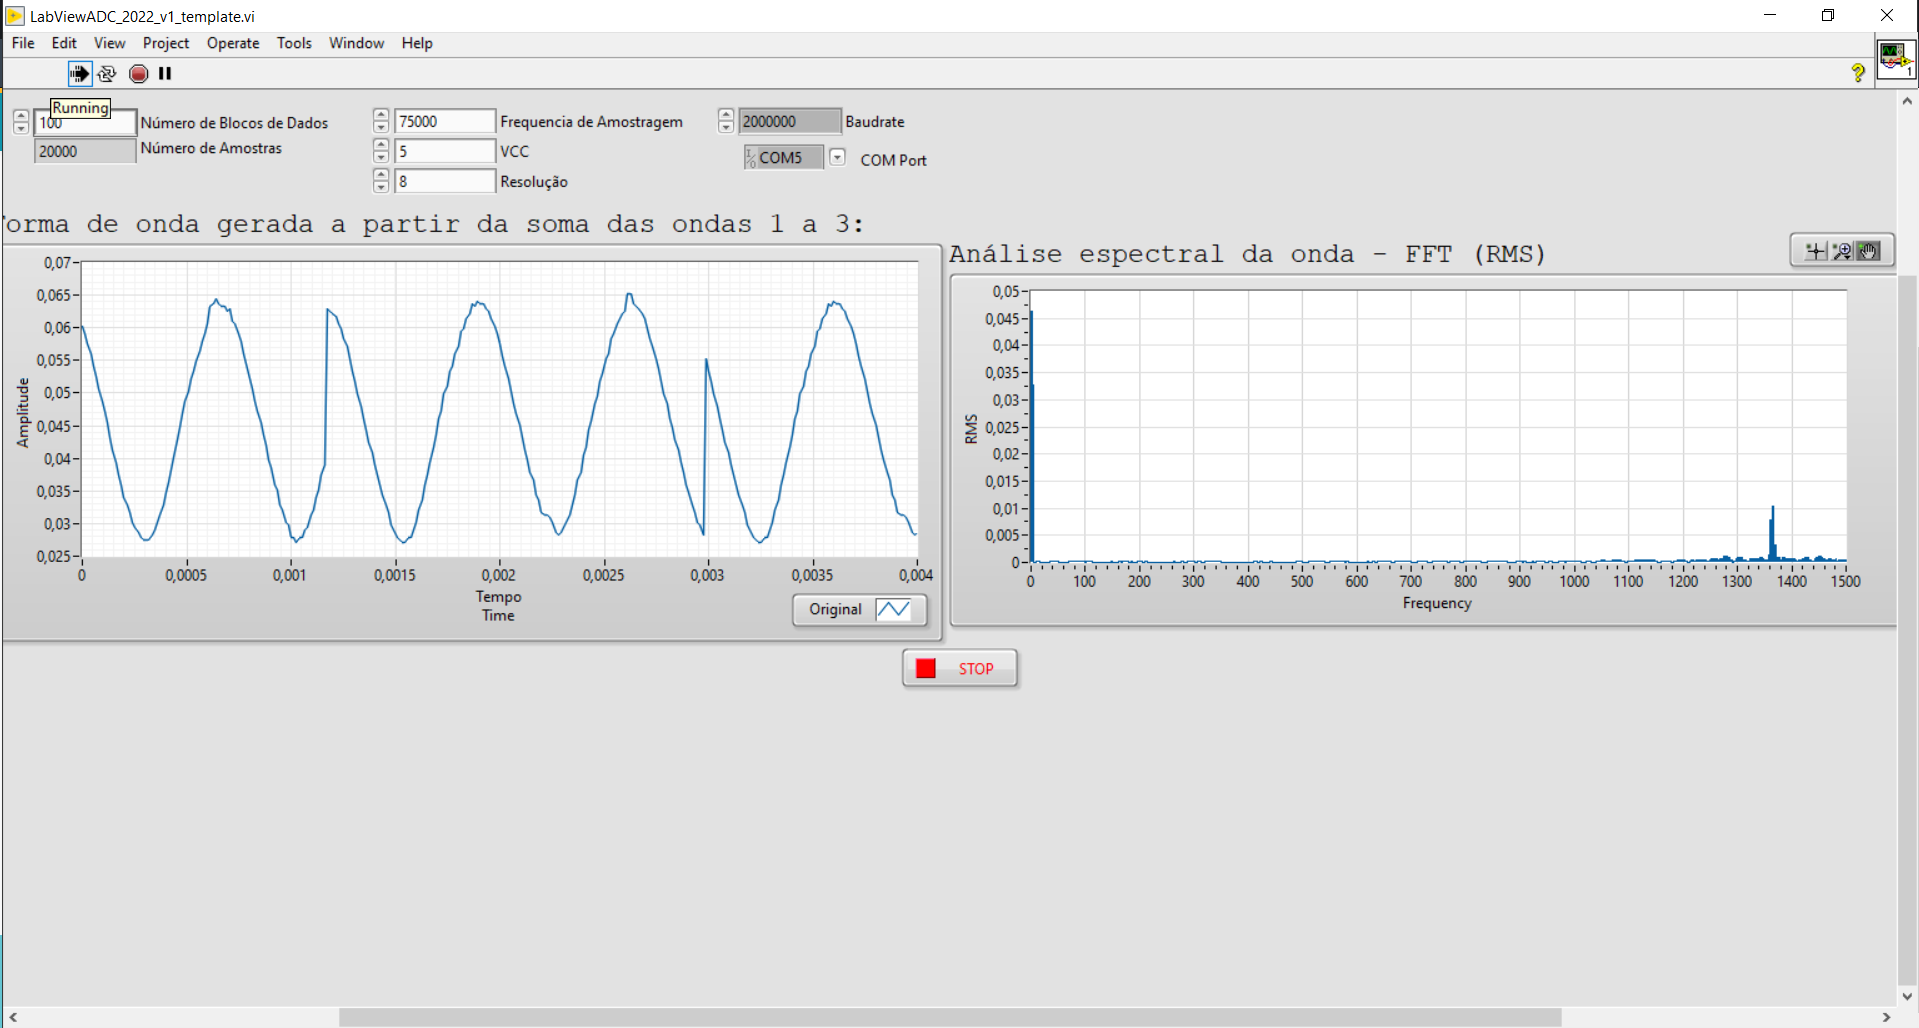 LabViewADC_2022_v1_template.vi
File Edit View Project Operate Tools Window Help
Running
100 Número de Blocos de Dados
20000 Número de Amostras
75000 Frequencia de Amostragem
5 VCC
8 Resolução
2000000 Baudrate
COM5 COM Port
1
orma de onda gerada a partir da soma das ondas 1 a 3:
0,07
0,065
0,06
0,055
0,05
0,045
0,04
0,035
0,03
0,025
Amplitude
0 0,0005 0,001 0,0015 0,002 0,0025 0,003 0,0035 0,004
Tempo
Time
Original
Análise espectral da onda - FFT (RMS)
0,05
0,045
0,04
0,035
0,03
0,025
0,02
0,015
0,01
0,005
0
RMS
0 100 200 300 400 500 600 700 800 900 1000 1100 1200 1300 1400 1500
Frequency
STOP